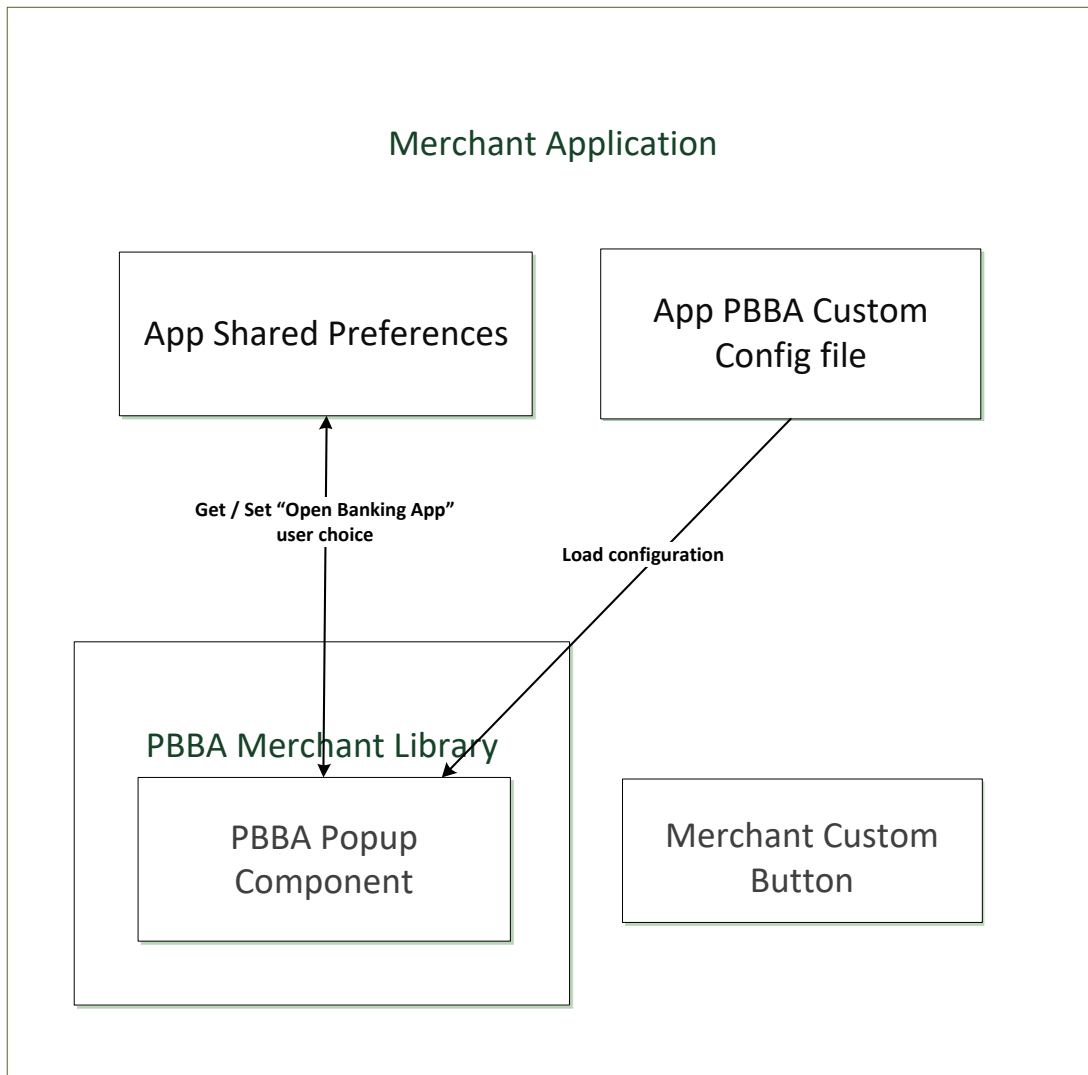 Merchant Application
App Shared Preferences
App PBBA Custom
Config file
Get / Set “Open Banking App”
user choice
Load configuration
PBBA Merchant Library
PBBA Popup
Component
Merchant Custom
Button